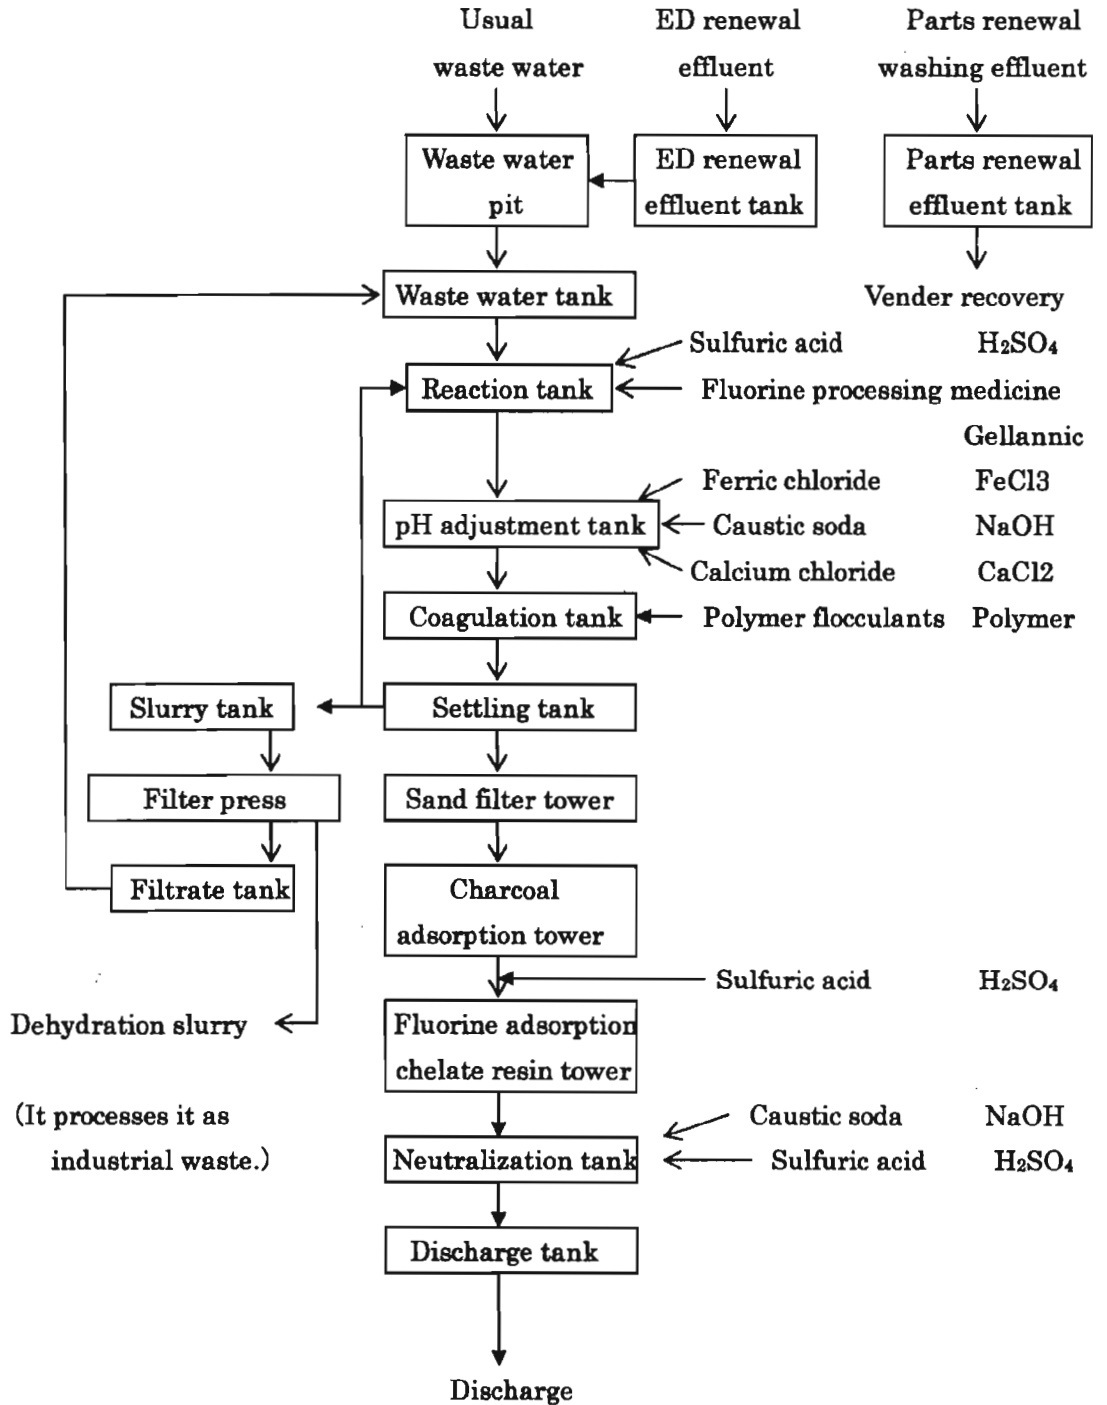 Usual
waste water
ED renewal
effluent
Parts renewal
washing effluent
Waste water
pit
ED renewal
effluent tank
Parts renewal
effluent tank
Waste water tank
Vender recovery
Sulfuric acid H₂SO₄
Reaction tank
Fluorine processing medicine
Gellannic
Ferric chloride FeCl3
pH adjustment tank
Caustic soda NaOH
Calcium chloride CaCl2
Coagulation tank
Polymer flocculants Polymer
Slurry tank
Settling tank
Filter press
Sand filter tower
Filtrate tank
Charcoal
adsorption tower
Sulfuric acid H₂SO₄
Dehydration slurry
Fluorine adsorption
chelate resin tower
(It processes it as
industrial waste.)
Caustic soda NaOH
Neutralization tank
Sulfuric acid H₂SO₄
Discharge tank
Discharge